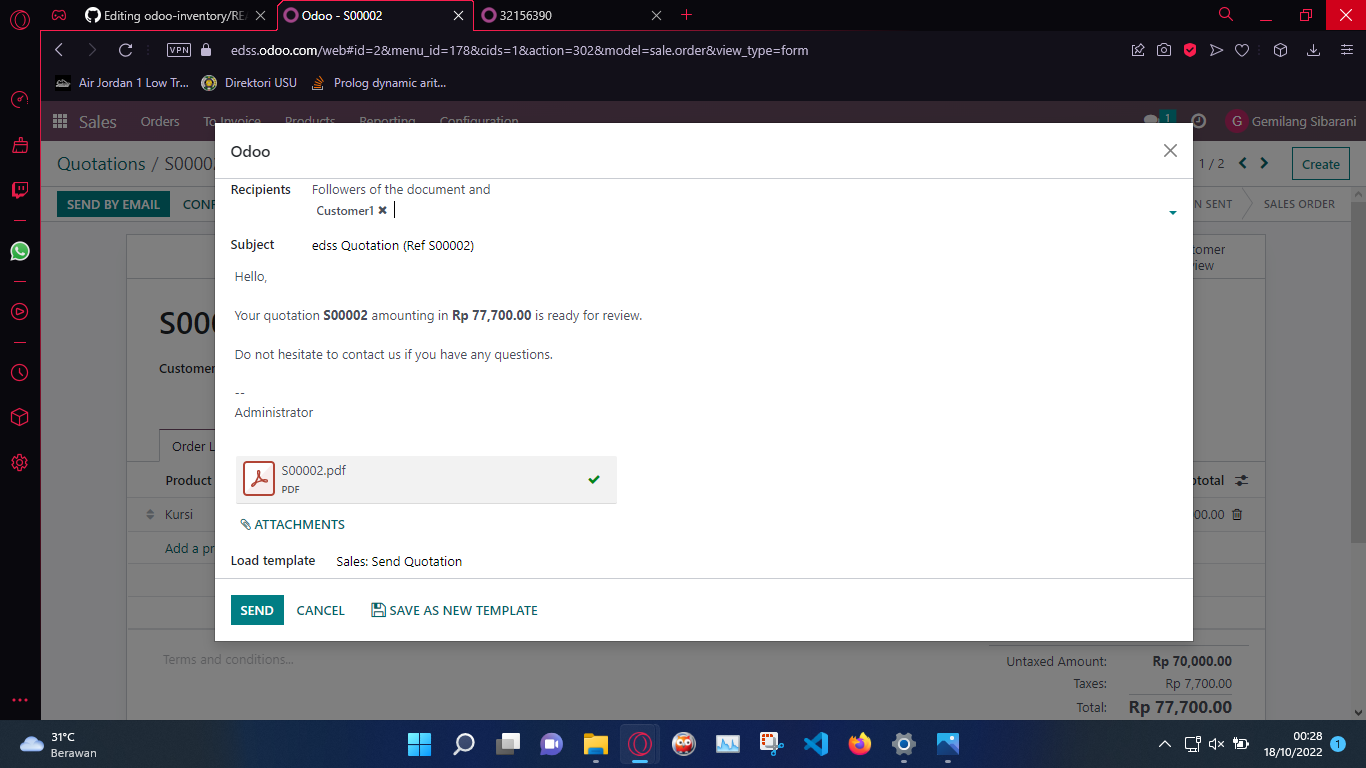 Editing odoo-inventory/RE
Odoo - S00002
32156390
VPN
edss.odoo.com/web#id=2&menu_id=178&cids=1&action=302&model=sale.order&view_type=form
Air Jordan 1 Low Tr...
Direktori USU
Prolog dynamic arit...
Sales
Orders
To Invoice
Products
Reporting
Configuration
1
G
Gemilang Sibarani
Quotations / S0000
1 / 2
Create
SEND BY EMAIL
CONF
N SENT
SALES ORDER
Odoo
Recipients
Followers of the document and
Customer1 ✖
Subject
edss Quotation (Ref S00002)
Hello,
Your quotation S00002 amounting in Rp 77,700.00 is ready for review.
Do not hesitate to contact us if you have any questions.
--
Administrator
S00002.pdf
PDF
ATTACHMENTS
Load template
Sales: Send Quotation
SEND
CANCEL
SAVE AS NEW TEMPLATE
tomer
iew
S00
Customer
Order L
Product
btotal
Kursi
00.00
Add a pr
Terms and conditions...
Untaxed Amount:
Rp 70,000.00
Taxes:
Rp 7,700.00
Total:
Rp 77,700.00
31°C
Berawan
00:28
18/10/2022
1